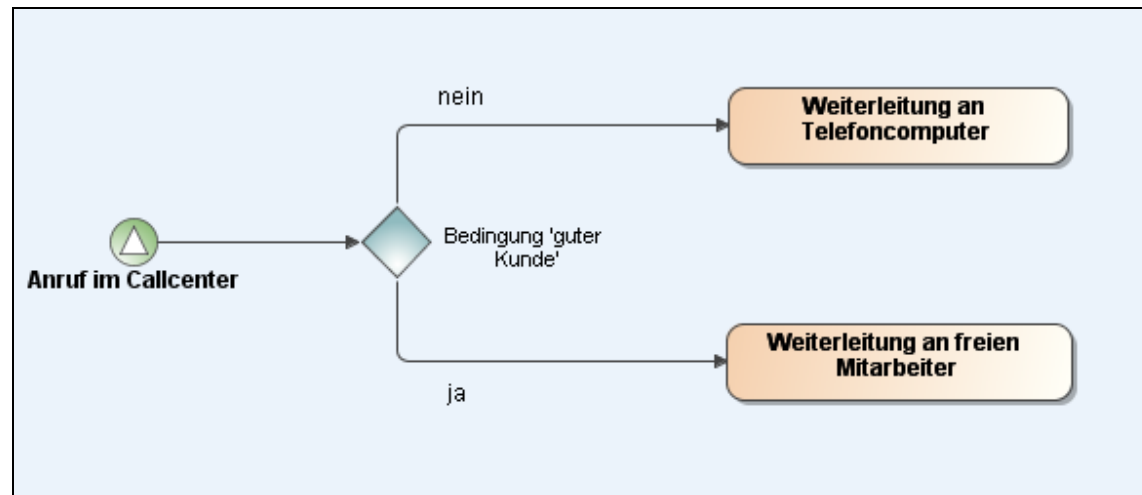 nein
Weiterleitung an
Telefoncomputer
Bedingung 'guter
Kunde'
Anruf im Callcenter
Weiterleitung an freien
Mitarbeiter
ja